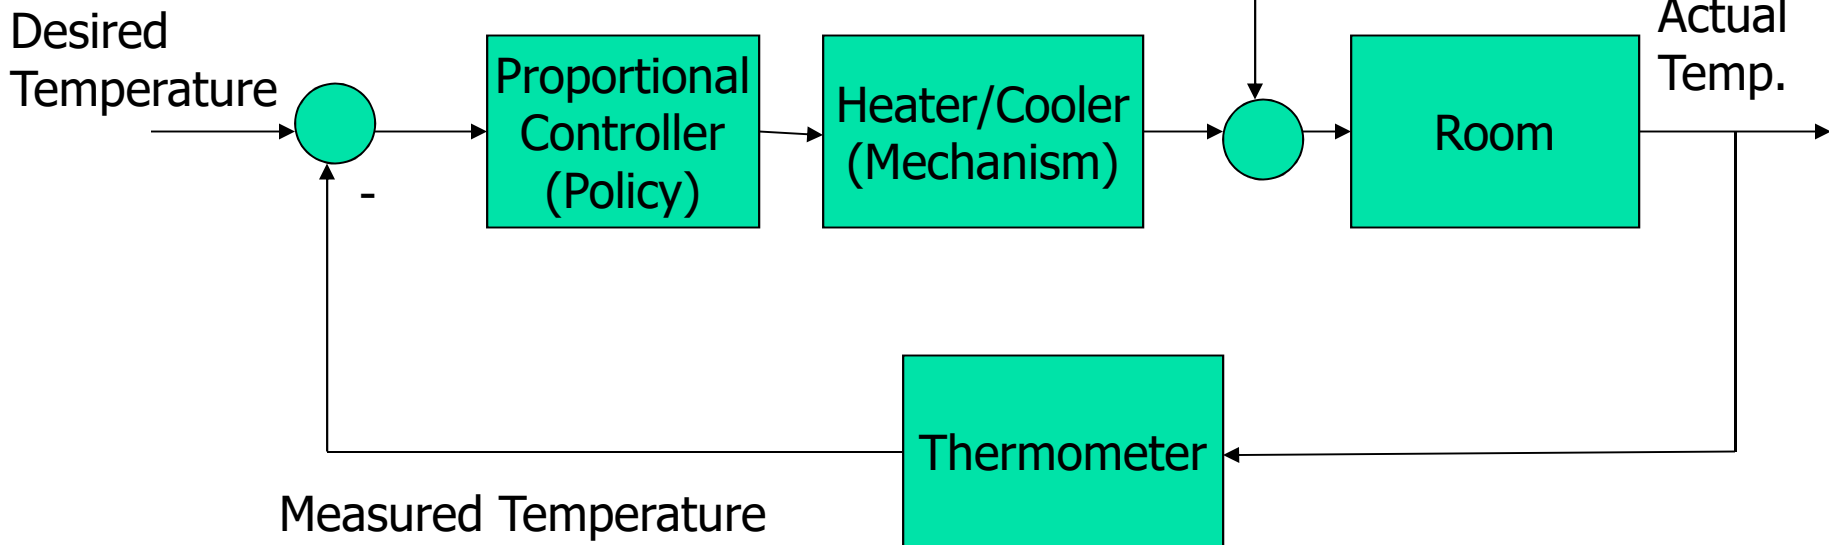 Desired
Temperature
Proportional
Controller
(Policy)
Heater/Cooler
(Mechanism)
Room
Actual
Temp.
-
Thermometer
Measured Temperature